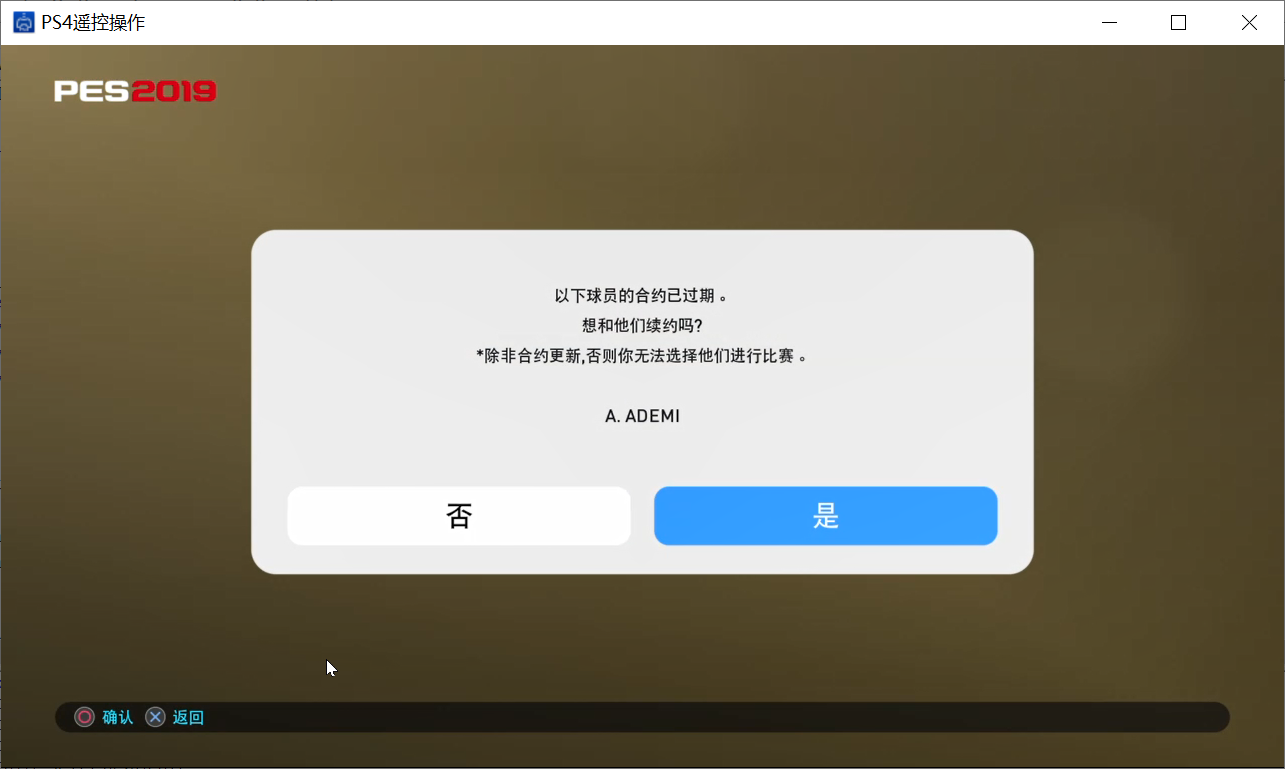 PS4遥控操作
PES2019
以下球员的合约已过期。
想和他们续约吗?
*除非合约更新,否则你无法选择他们进行比赛。
A. ADEMI
否
是
确认 返回